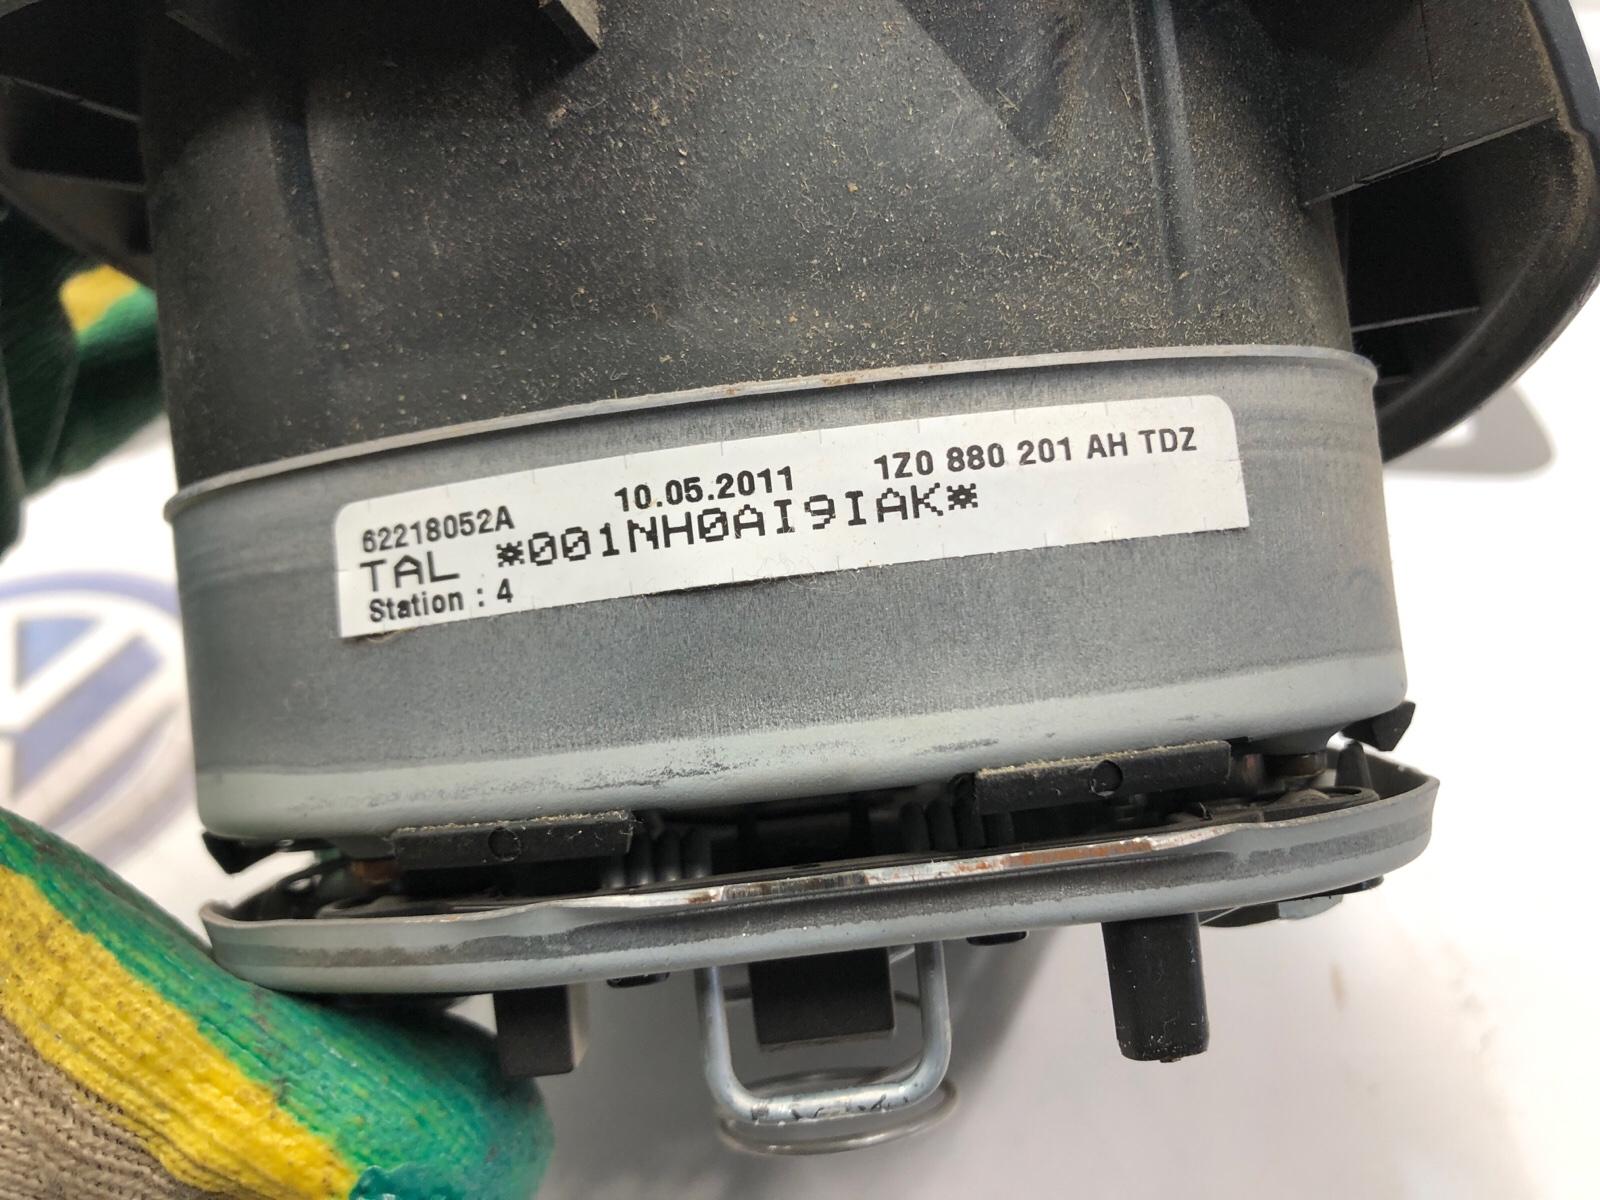 62218052A 10.05.2011 1Z0 880 201 AH TDZ
TAL *001NH0AI9IAK*
Station : 4